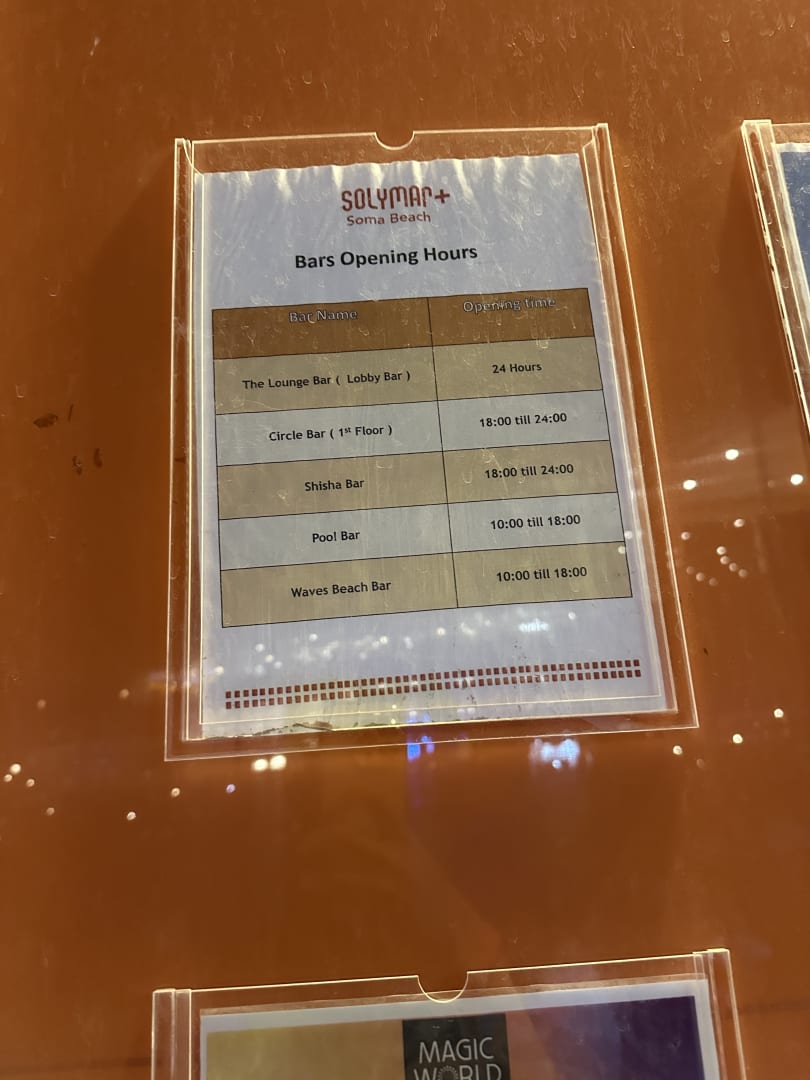 SOLYMAR+
Soma Beach
Bars Opening Hours
Bar Name Opening time
The Lounge Bar ( Lobby Bar ) 24 Hours
Circle Bar ( 1st Floor ) 18:00 till 24:00
Shisha Bar 18:00 till 24:00
Pool Bar 10:00 till 18:00
Waves Beach Bar 10:00 till 18:00
MAGIC
WORLD